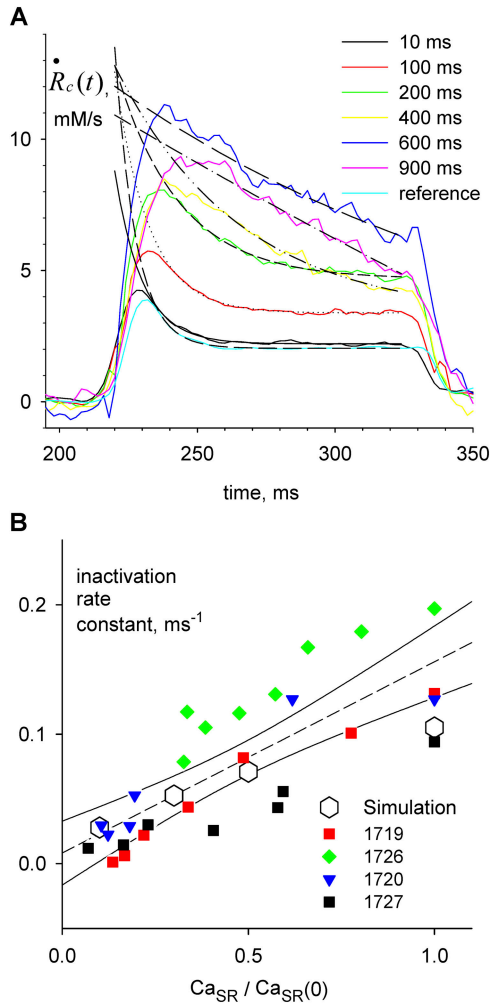 A
10
5
0
Ṙc(t),
mM/s
10 ms
100 ms
200 ms
400 ms
600 ms
900 ms
reference
200
250
300
350
time, ms
B
inactivation
rate
constant, ms-1
0.2
0.1
0.0
Simulation
1719
1726
1720
1727
0.0
0.5
1.0
CaSR / CaSR(0)